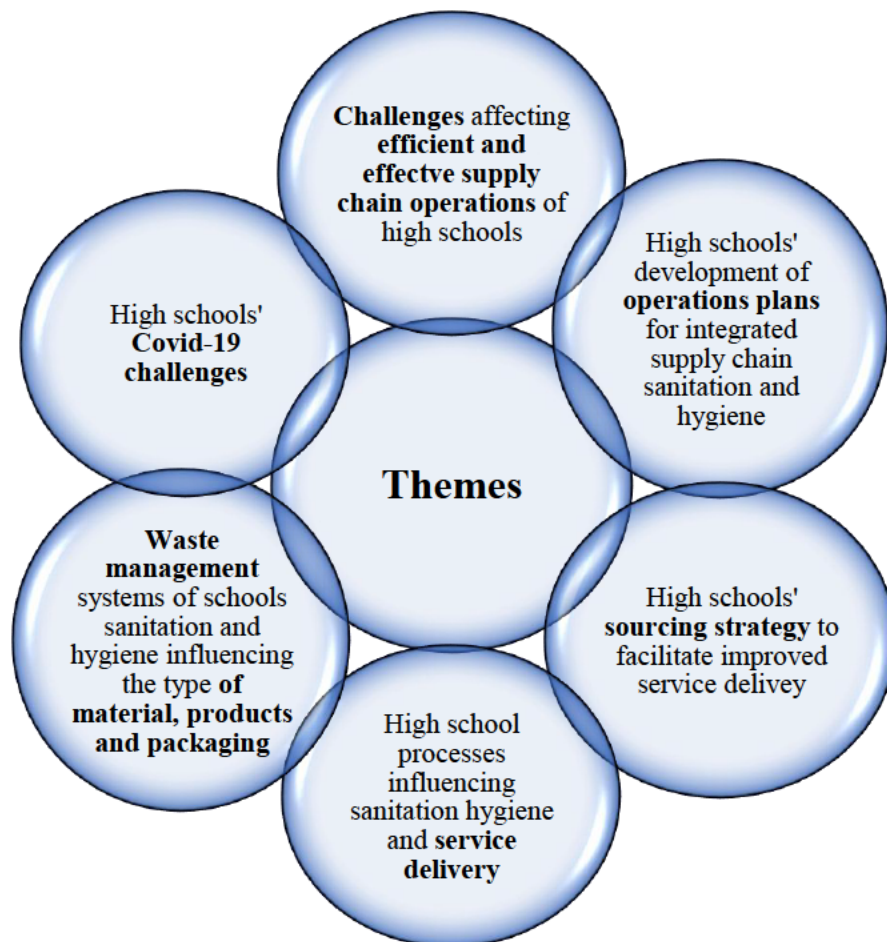 Challenges affecting
efficient and
effectve supply
chain operations of
high schools
High schools'
development of
operations plans
for integrated
supply chain
sanitation and
hygiene
High schools'
sourcing strategy to
facilitate improved
service delivey
High school
processes
influencing
sanitation hygiene
and service
delivery
Waste
management
systems of schools
sanitation and
hygiene influencing
the type of
material, products
and packaging
High schools'
Covid-19
challenges
Themes